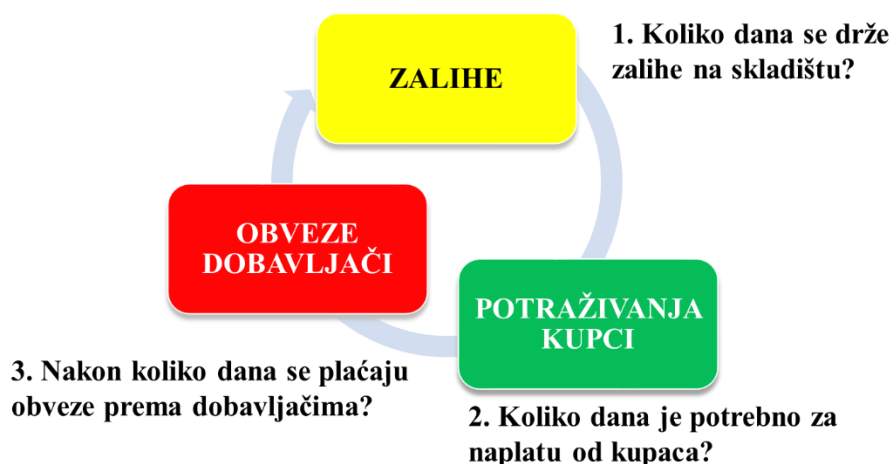 ZALIHE
1. Koliko dana se drže
zalihe na skladištu?
OBVEZE
DOBAVLJAČI
POTRAŽIVANJA
KUPCI
3. Nakon koliko dana se plaćaju
obveze prema dobavljačima?
2. Koliko dana je potrebno za
naplatu od kupaca?